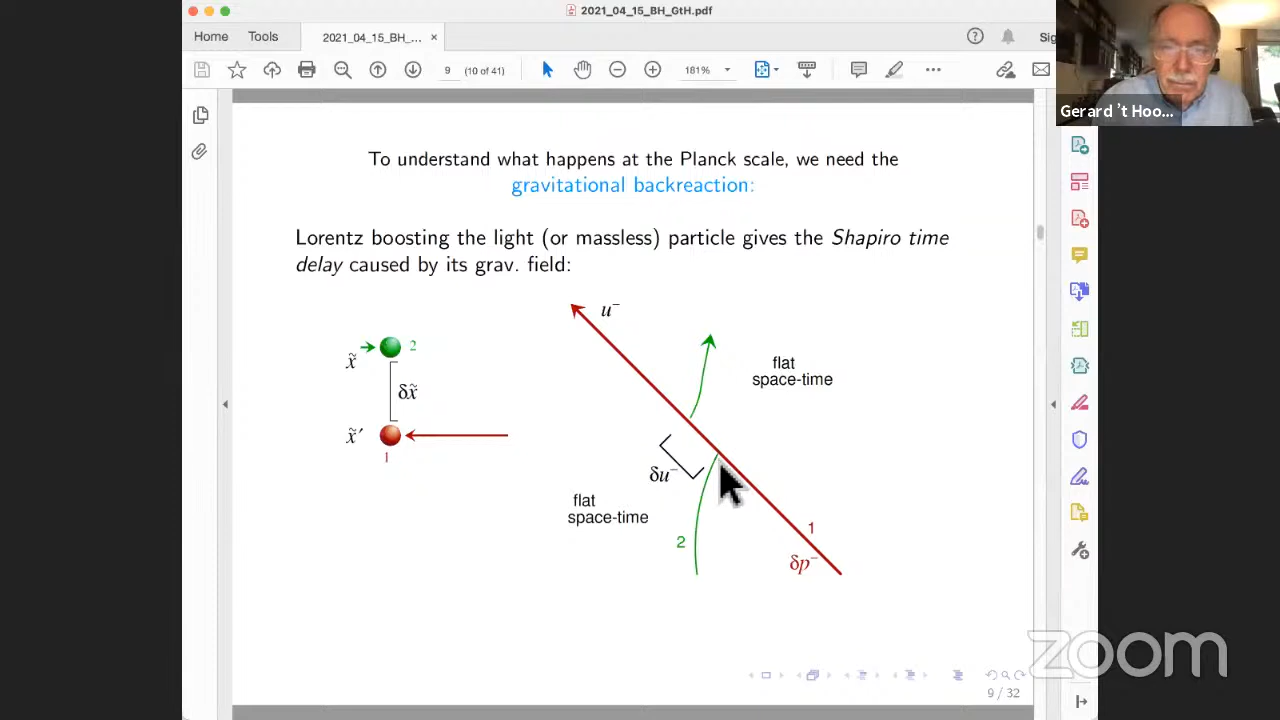 2021_04_15_BH_GtH.pdf
Home Tools 2021_04_15_BH_... × Sig
9 (10 of 41) 181%
Gerard 't Hoo...
To understand what happens at the Planck scale, we need the
gravitational backreaction:
Lorentz boosting the light (or massless) particle gives the Shapiro time
delay caused by its grav. field:
u⁻
x̃ 2
flat
space-time
δx̃
x̃′
1
δu⁻
flat
space-time
2
1
δp⁻
zoom
9 / 32